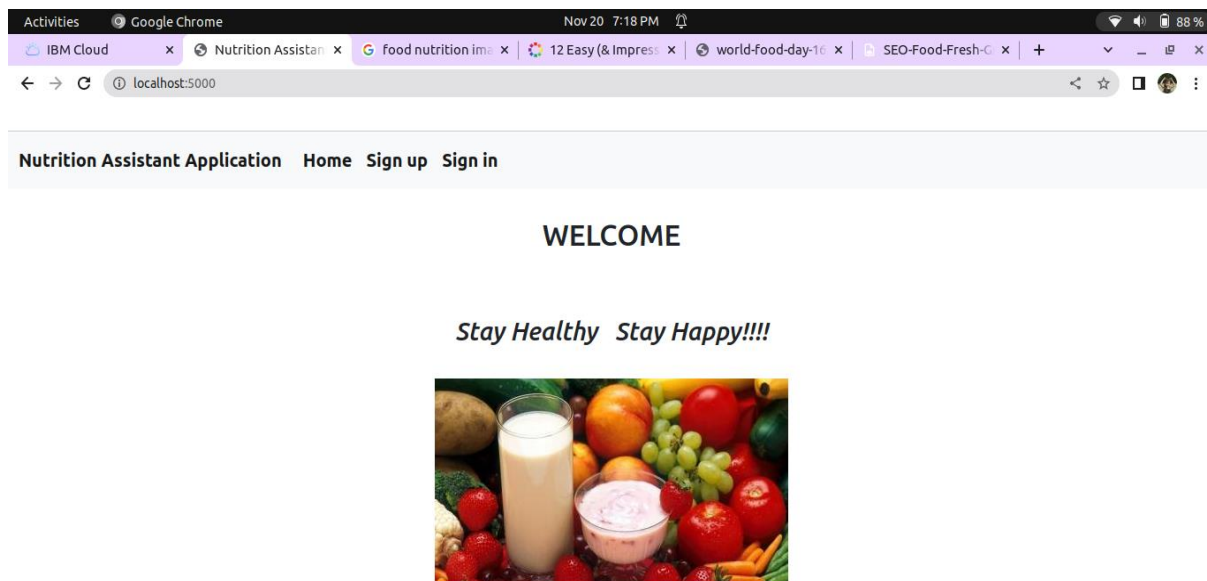 Activities Google Chrome Nov 20 7:18 PM 88 %
IBM Cloud Nutrition Assistan food nutrition ima 12 Easy (& Impress world-food-day-16 SEO-Food-Fresh-G
localhost:5000
Nutrition Assistant Application Home Sign up Sign in
WELCOME
Stay Healthy Stay Happy!!!!